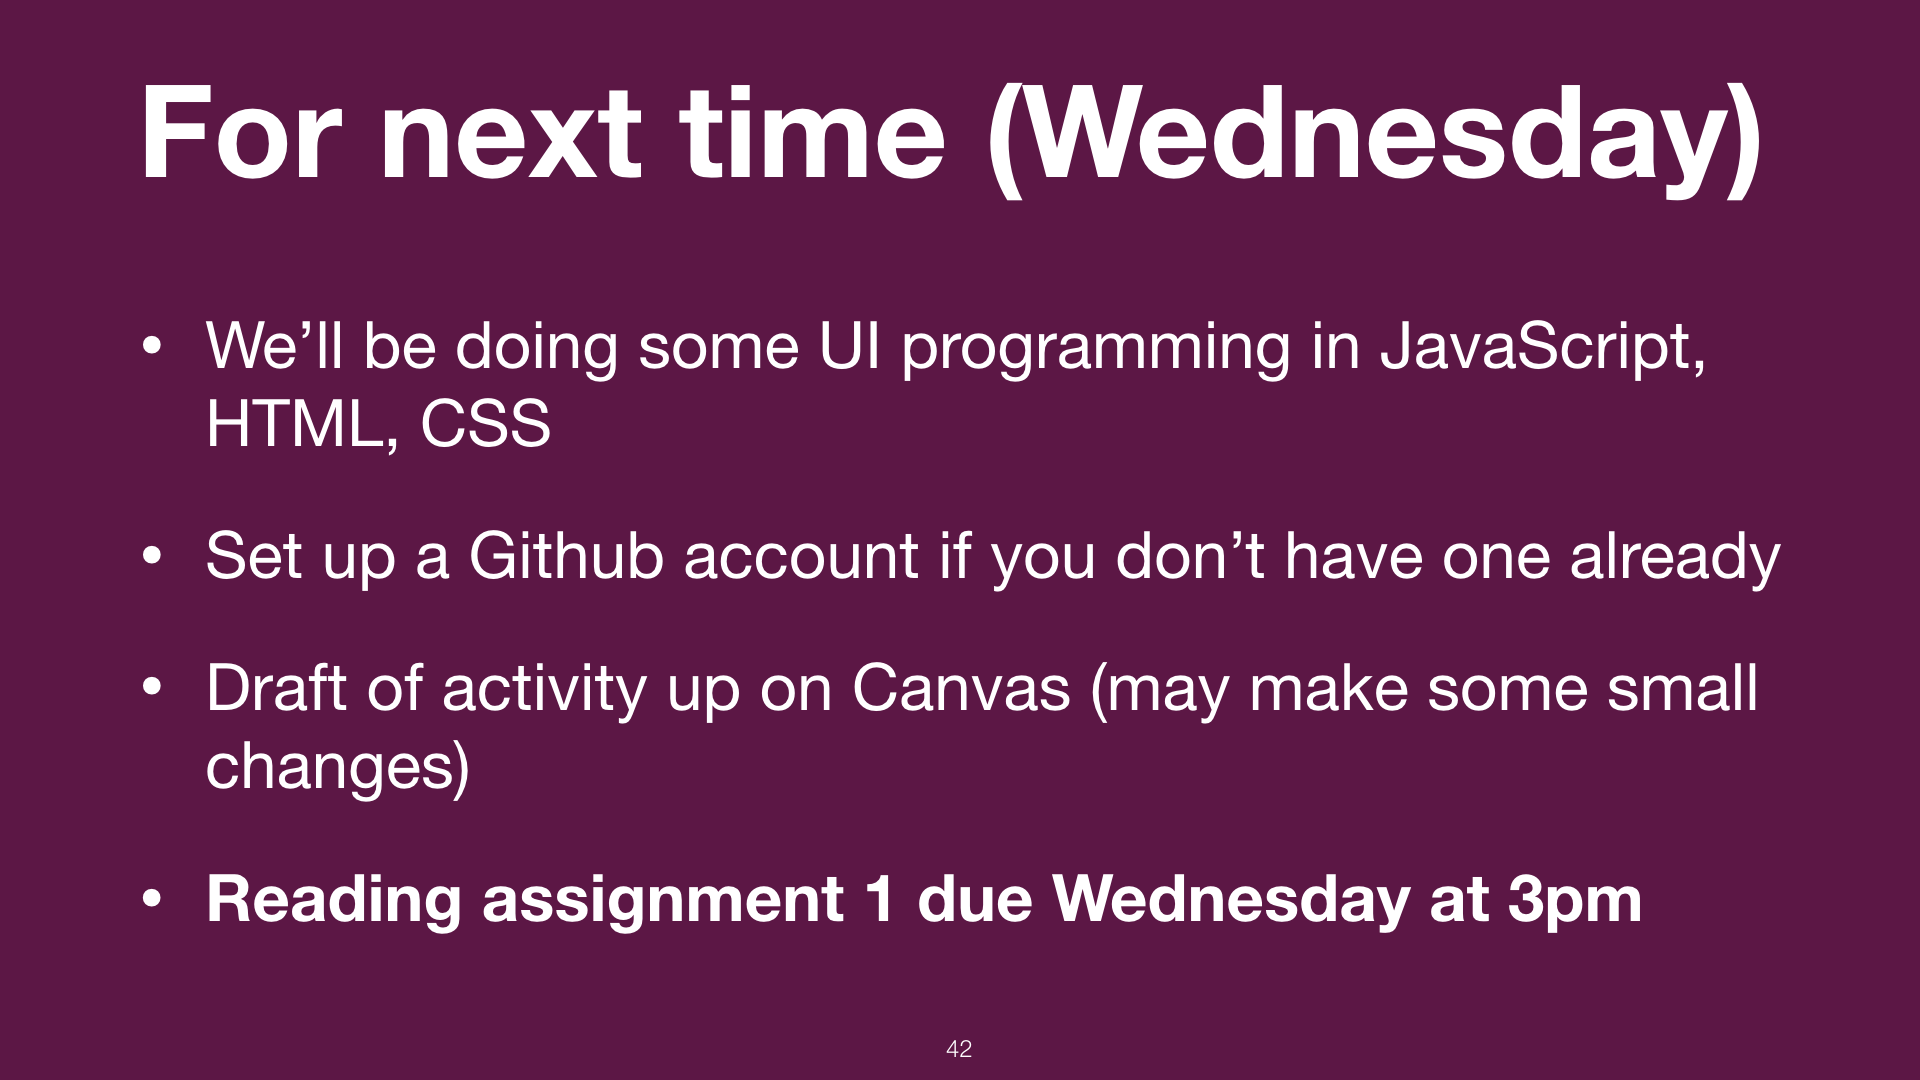 For next time (Wednesday)
• We’ll be doing some UI programming in JavaScript,
HTML, CSS
• Set up a Github account if you don’t have one already
• Draft of activity up on Canvas (may make some small
changes)
• Reading assignment 1 due Wednesday at 3pm
42